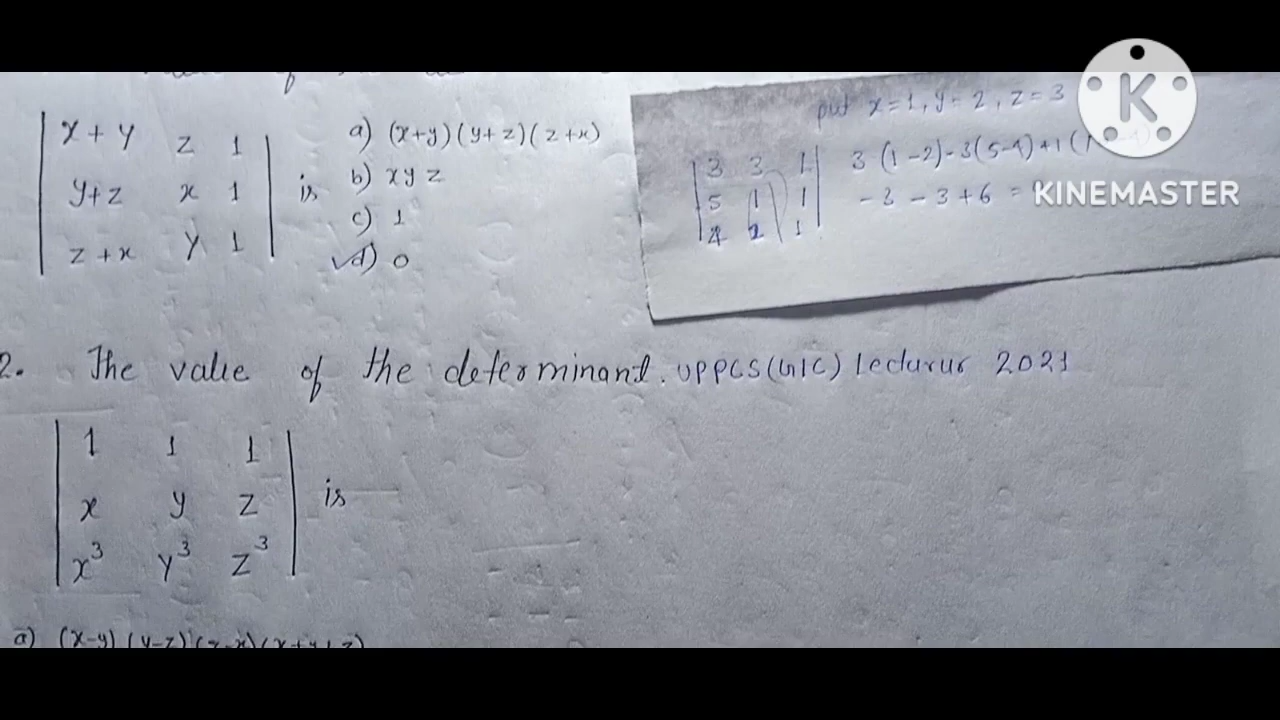 of
x+y z 1
y+z x 1 is
z+x y 1
a) (x+y)(y+z)(z+x)
b) xyz
c) 1
✓d) 0
put x=1, y=2, z=3
3 3 1
5 1 1
4 2 1
3(1-2)-3(5-4)+1(
-3-3+6 =
KINEMASTER
2. The value of the determinant. UPPCS(GIC) Lecturur 2021
1 1 1
x y z is
x³ y³ z³
a) (x-y)(y-z)(z-x)(x+y+z)